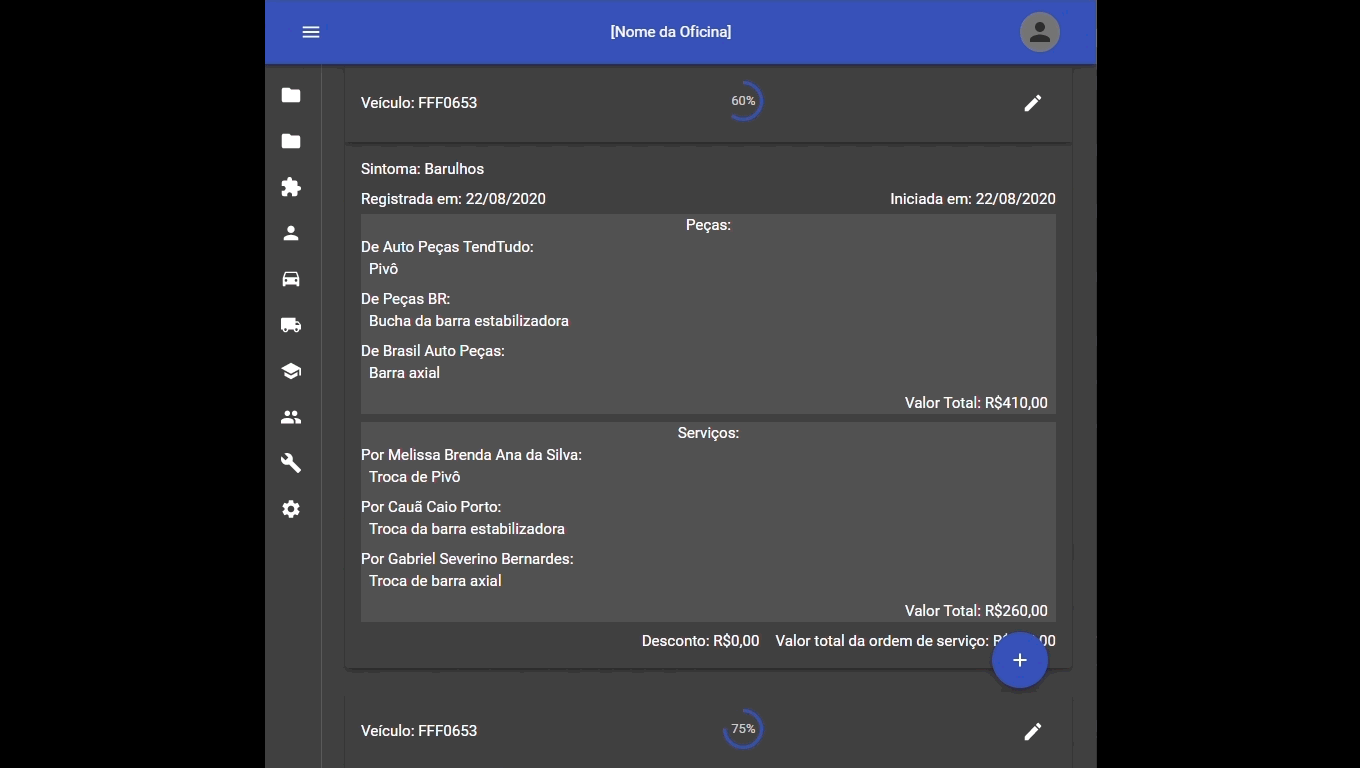 [Nome da Oficina]
Veículo: FFF0653 60%
Sintoma: Barulhos
Registrada em: 22/08/2020 Iniciada em: 22/08/2020
Peças:
De Auto Peças TendTudo:
Pivô
De Peças BR:
Bucha da barra estabilizadora
De Brasil Auto Peças:
Barra axial
Valor Total: R$410,00
Serviços:
Por Melissa Brenda Ana da Silva:
Troca de Pivô
Por Cauã Caio Porto:
Troca da barra estabilizadora
Por Gabriel Severino Bernardes:
Troca de barra axial
Valor Total: R$260,00
Desconto: R$0,00 Valor total da ordem de serviço:
Veículo: FFF0653 75%